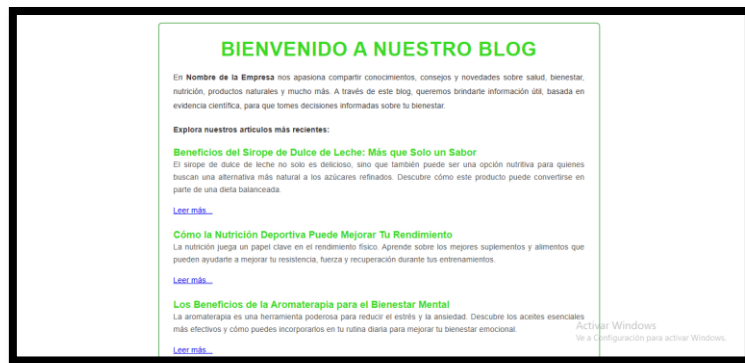 BIENVENIDO A NUESTRO BLOG
En Nombre de la Empresa nos apasiona compartir conocimientos, consejos y novedades sobre salud, bienestar,
nutrición, productos naturales y mucho más. A través de este blog, queremos brindarte información útil, basada en
evidencia científica, para que tomes decisiones informadas sobre tu bienestar.
Explora nuestros artículos más recientes:
Beneficios del Sirope de Dulce de Leche: Más que Solo un Sabor
El sirope de dulce de leche no solo es delicioso, sino que también puede ser una opción nutritiva para quienes
buscan una alternativa más natural a los azúcares refinados. Descubre cómo este producto puede convertirse en
parte de una dieta balanceada.
Leer más...
Cómo la Nutrición Deportiva Puede Mejorar Tu Rendimiento
La nutrición juega un papel clave en el rendimiento físico. Aprende sobre los mejores suplementos y alimentos que
pueden ayudarte a mejorar tu resistencia, fuerza y recuperación durante tus entrenamientos.
Leer más...
Los Beneficios de la Aromaterapia para el Bienestar Mental
La aromaterapia es una herramienta poderosa para reducir el estrés y la ansiedad. Descubre los aceites esenciales
más efectivos y cómo puedes incorporarlos en tu rutina diaria para mejorar tu bienestar emocional.
Leer más...
Activar Windows
Ve a Configuración para activar Windows.